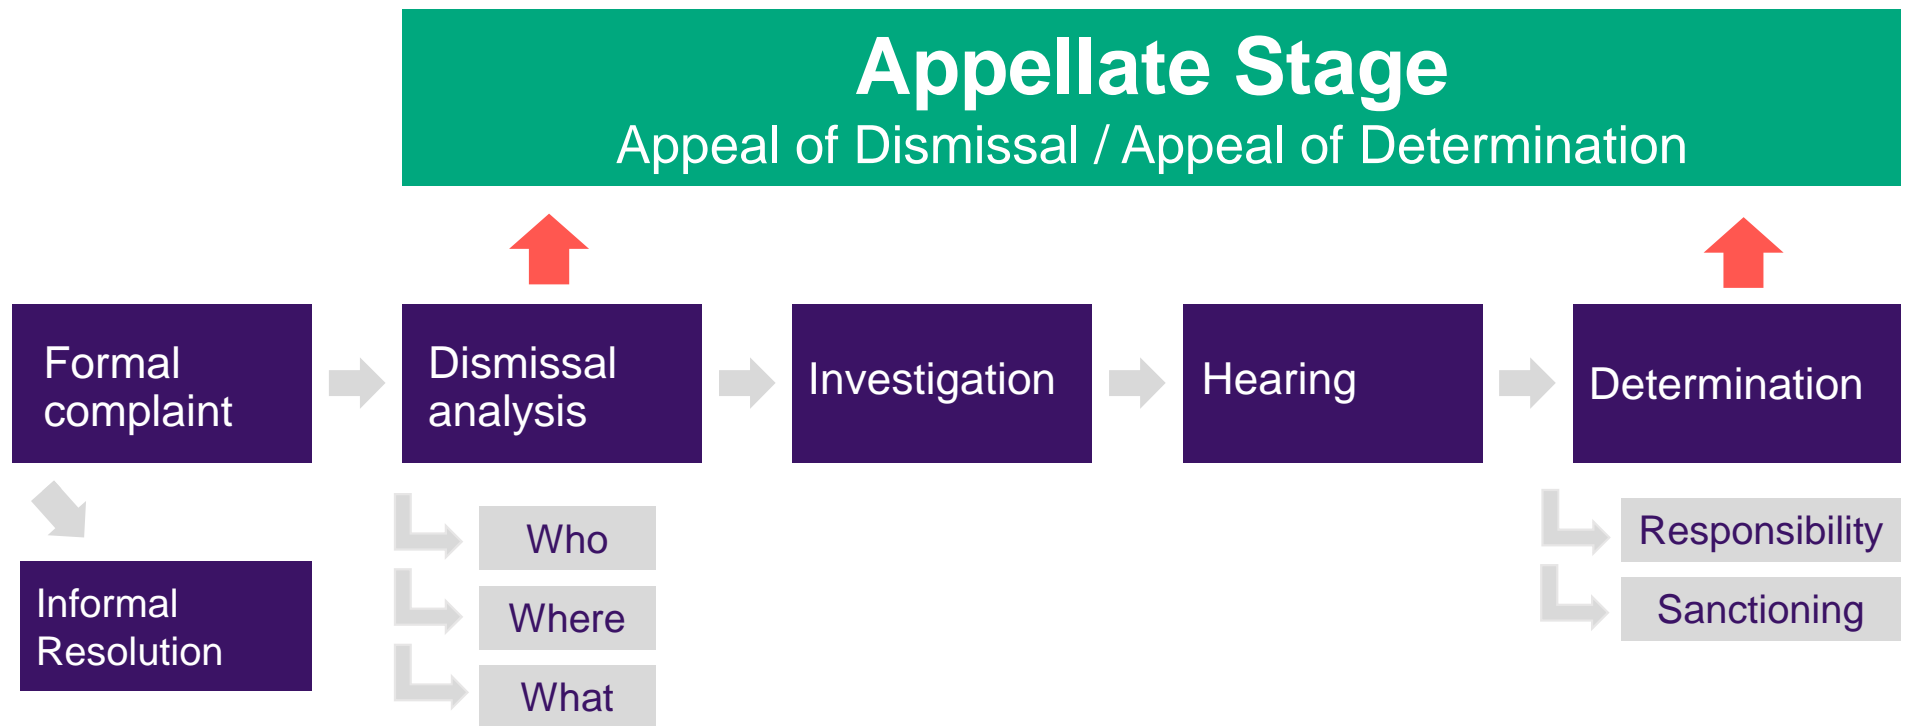 Appellate Stage
Appeal of Dismissal / Appeal of Determination
Formal
complaint
Dismissal
analysis
Investigation
Hearing
Determination
Informal
Resolution
Who
Where
What
Responsibility
Sanctioning